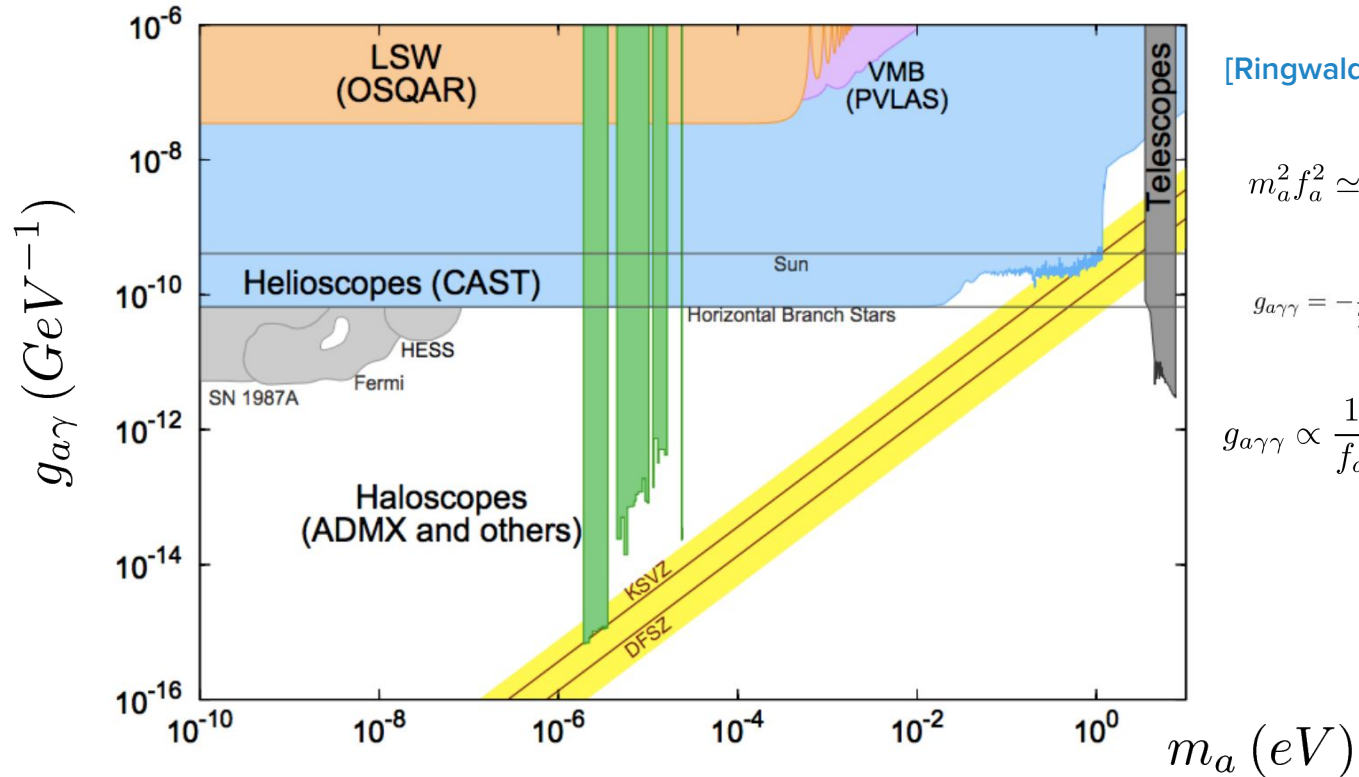 10^{-6}
10^{-8}
10^{-10}
10^{-12}
10^{-14}
10^{-16}
g_{aγ} (GeV^{-1})
LSW
(OSQAR)
VMB
(PVLAS)
Telescopes
Sun
Helioscopes (CAST)
Horizontal Branch Stars
HESS
Fermi
SN 1987A
Haloscopes
(ADMX and others)
KSVZ
DFSZ
10^{-10}
10^{-8}
10^{-6}
10^{-4}
10^{-2}
10^{0}
m_a (eV)
[Ringwald
m_a^2 f_a^2 ≃
g_{aγγ} = −
g_{aγγ} ∝ 1/f_a